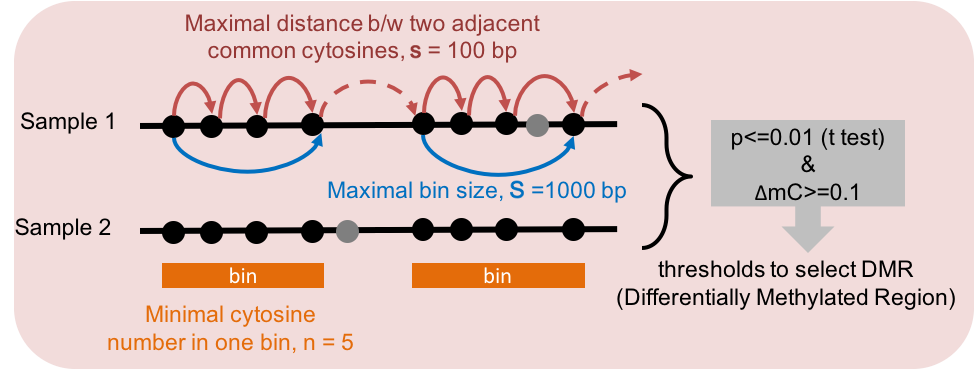 Maximal distance b/w two adjacent
common cytosines, s = 100 bp
Sample 1
Maximal bin size, S =1000 bp
Sample 2
bin
bin
Minimal cytosine
number in one bin, n = 5
p<=0.01 (t test)
&
ΔmC>=0.1
thresholds to select DMR
(Differentially Methylated Region)